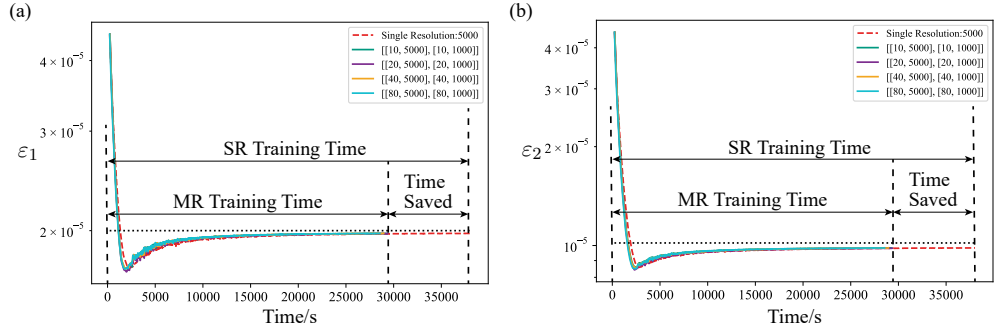 (a)
4 × 10⁻⁵
3 × 10⁻⁵
2 × 10⁻⁵
ε₁
Single Resolution:5000
[[10, 5000], [10, 1000]]
[[20, 5000], [20, 1000]]
[[40, 5000], [40, 1000]]
[[80, 5000], [80, 1000]]
SR Training Time
MR Training Time
Time
Saved
0 5000 10000 15000 20000 25000 30000 35000
Time/s
(b)
4 × 10⁻⁵
3 × 10⁻⁵
2 × 10⁻⁵
10⁻⁵
ε₂
Single Resolution:5000
[[10, 5000], [10, 1000]]
[[20, 5000], [20, 1000]]
[[40, 5000], [40, 1000]]
[[80, 5000], [80, 1000]]
SR Training Time
MR Training Time
Time
Saved
0 5000 10000 15000 20000 25000 30000 35000
Time/s